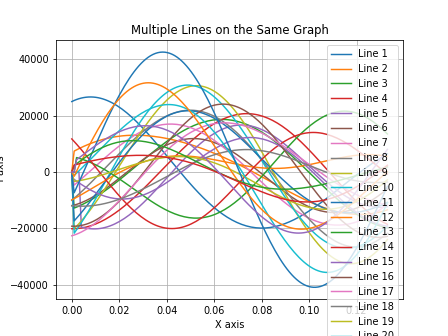 Multiple Lines on the Same Graph
40000
20000
0
−20000
−40000
0.00
0.02
0.04
0.06
0.08
0.10
X axis
Line 1
Line 2
Line 3
Line 4
Line 5
Line 6
Line 7
Line 8
Line 9
Line 10
Line 11
Line 12
Line 13
Line 14
Line 15
Line 16
Line 17
Line 18
Line 19
Line 20